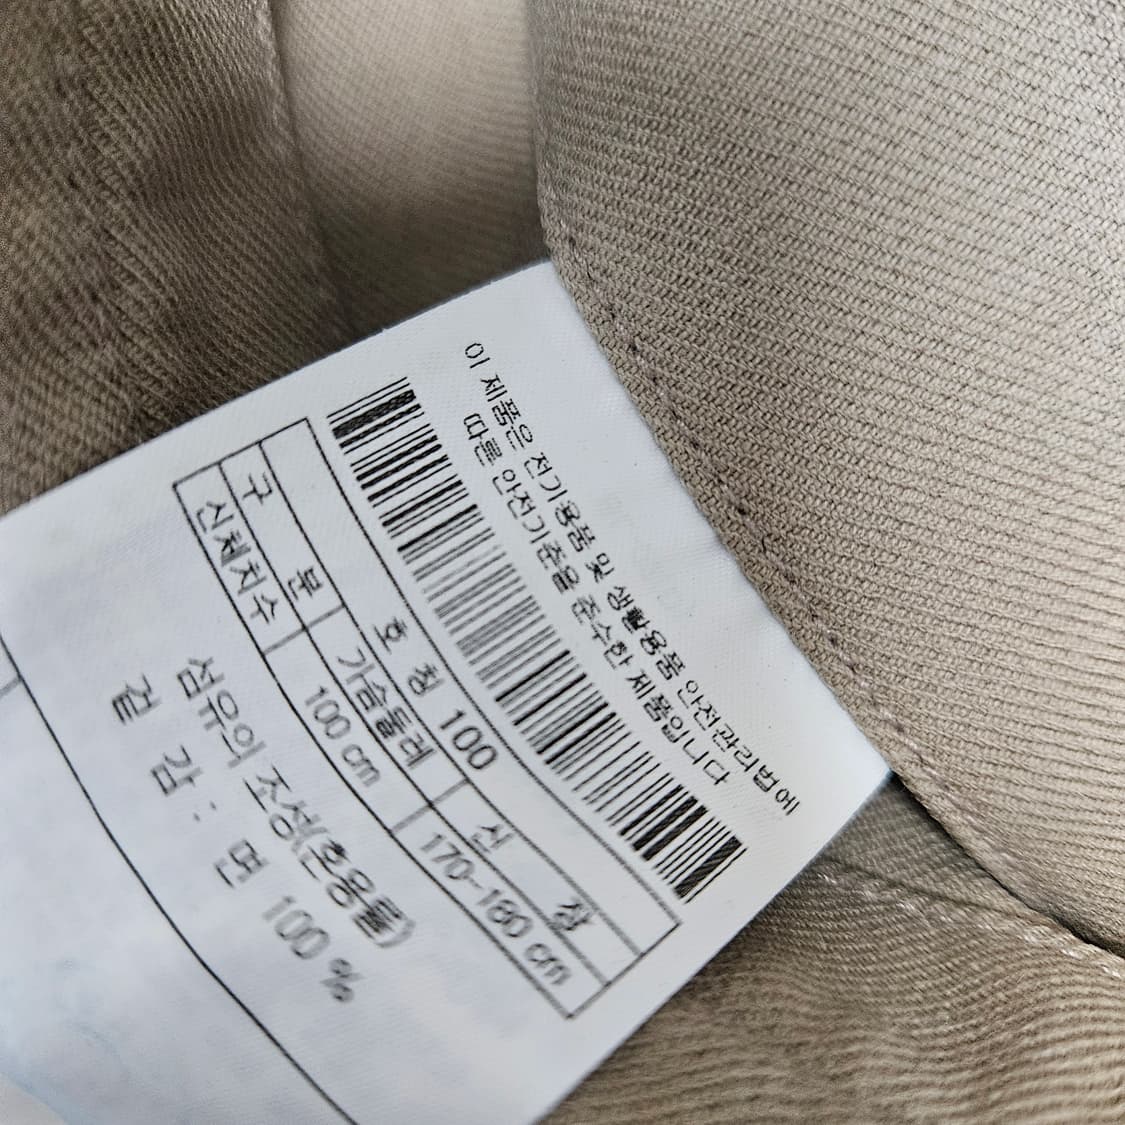 이 제품은 전기용품 및 생활용품 안전관리법에
따른 안전기준을 준수한 제품입니다
호 칭 100
구 분 가슴둘레 신 장
신체치수 100 cm 170-180 cm
섬유의 조성(혼용률)
겉 감 : 면 100 %